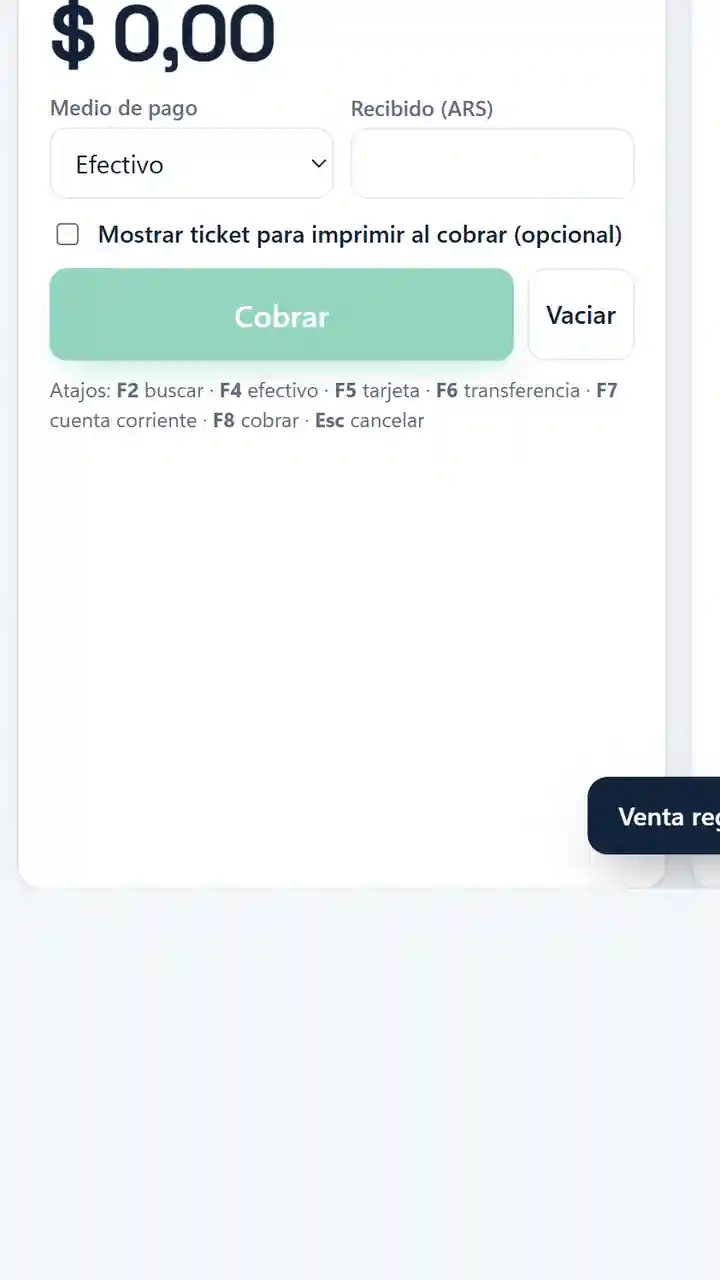 $ 0,00
Medio de pago
Recibido (ARS)
Efectivo
Mostrar ticket para imprimir al cobrar (opcional)
Cobrar
Vaciar
Atajos: F2 buscar · F4 efectivo · F5 tarjeta · F6 transferencia · F7
cuenta corriente · F8 cobrar · Esc cancelar
Venta